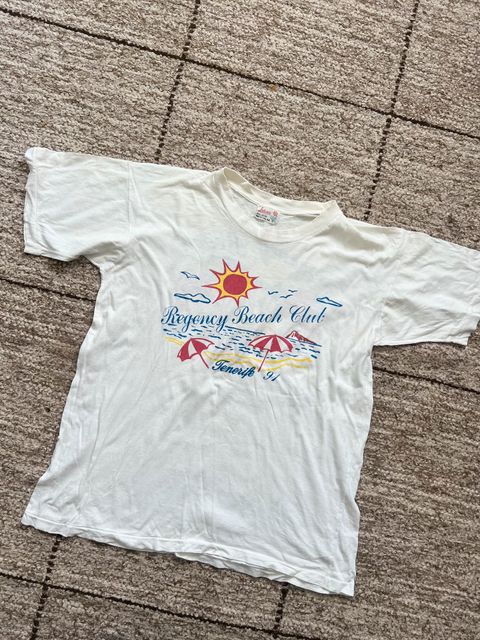 Regency Beach Club
Tenerife 91